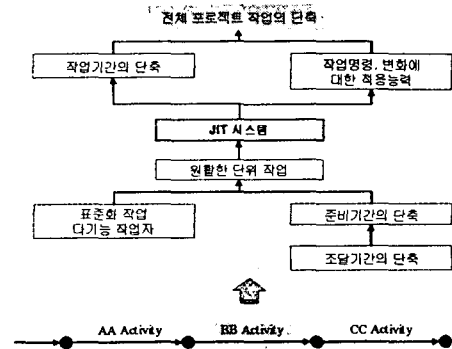 전체 포로젝트 작업의 단축
작업기간의 단축
작업명령, 변화에
대한 적응능력
JIT 시스템
원활한 단위 작업
표준화 작업
다기능 작업자
준비기간의 단축
조달기간의 단축
AA Activity
BB Activity
CC Activity